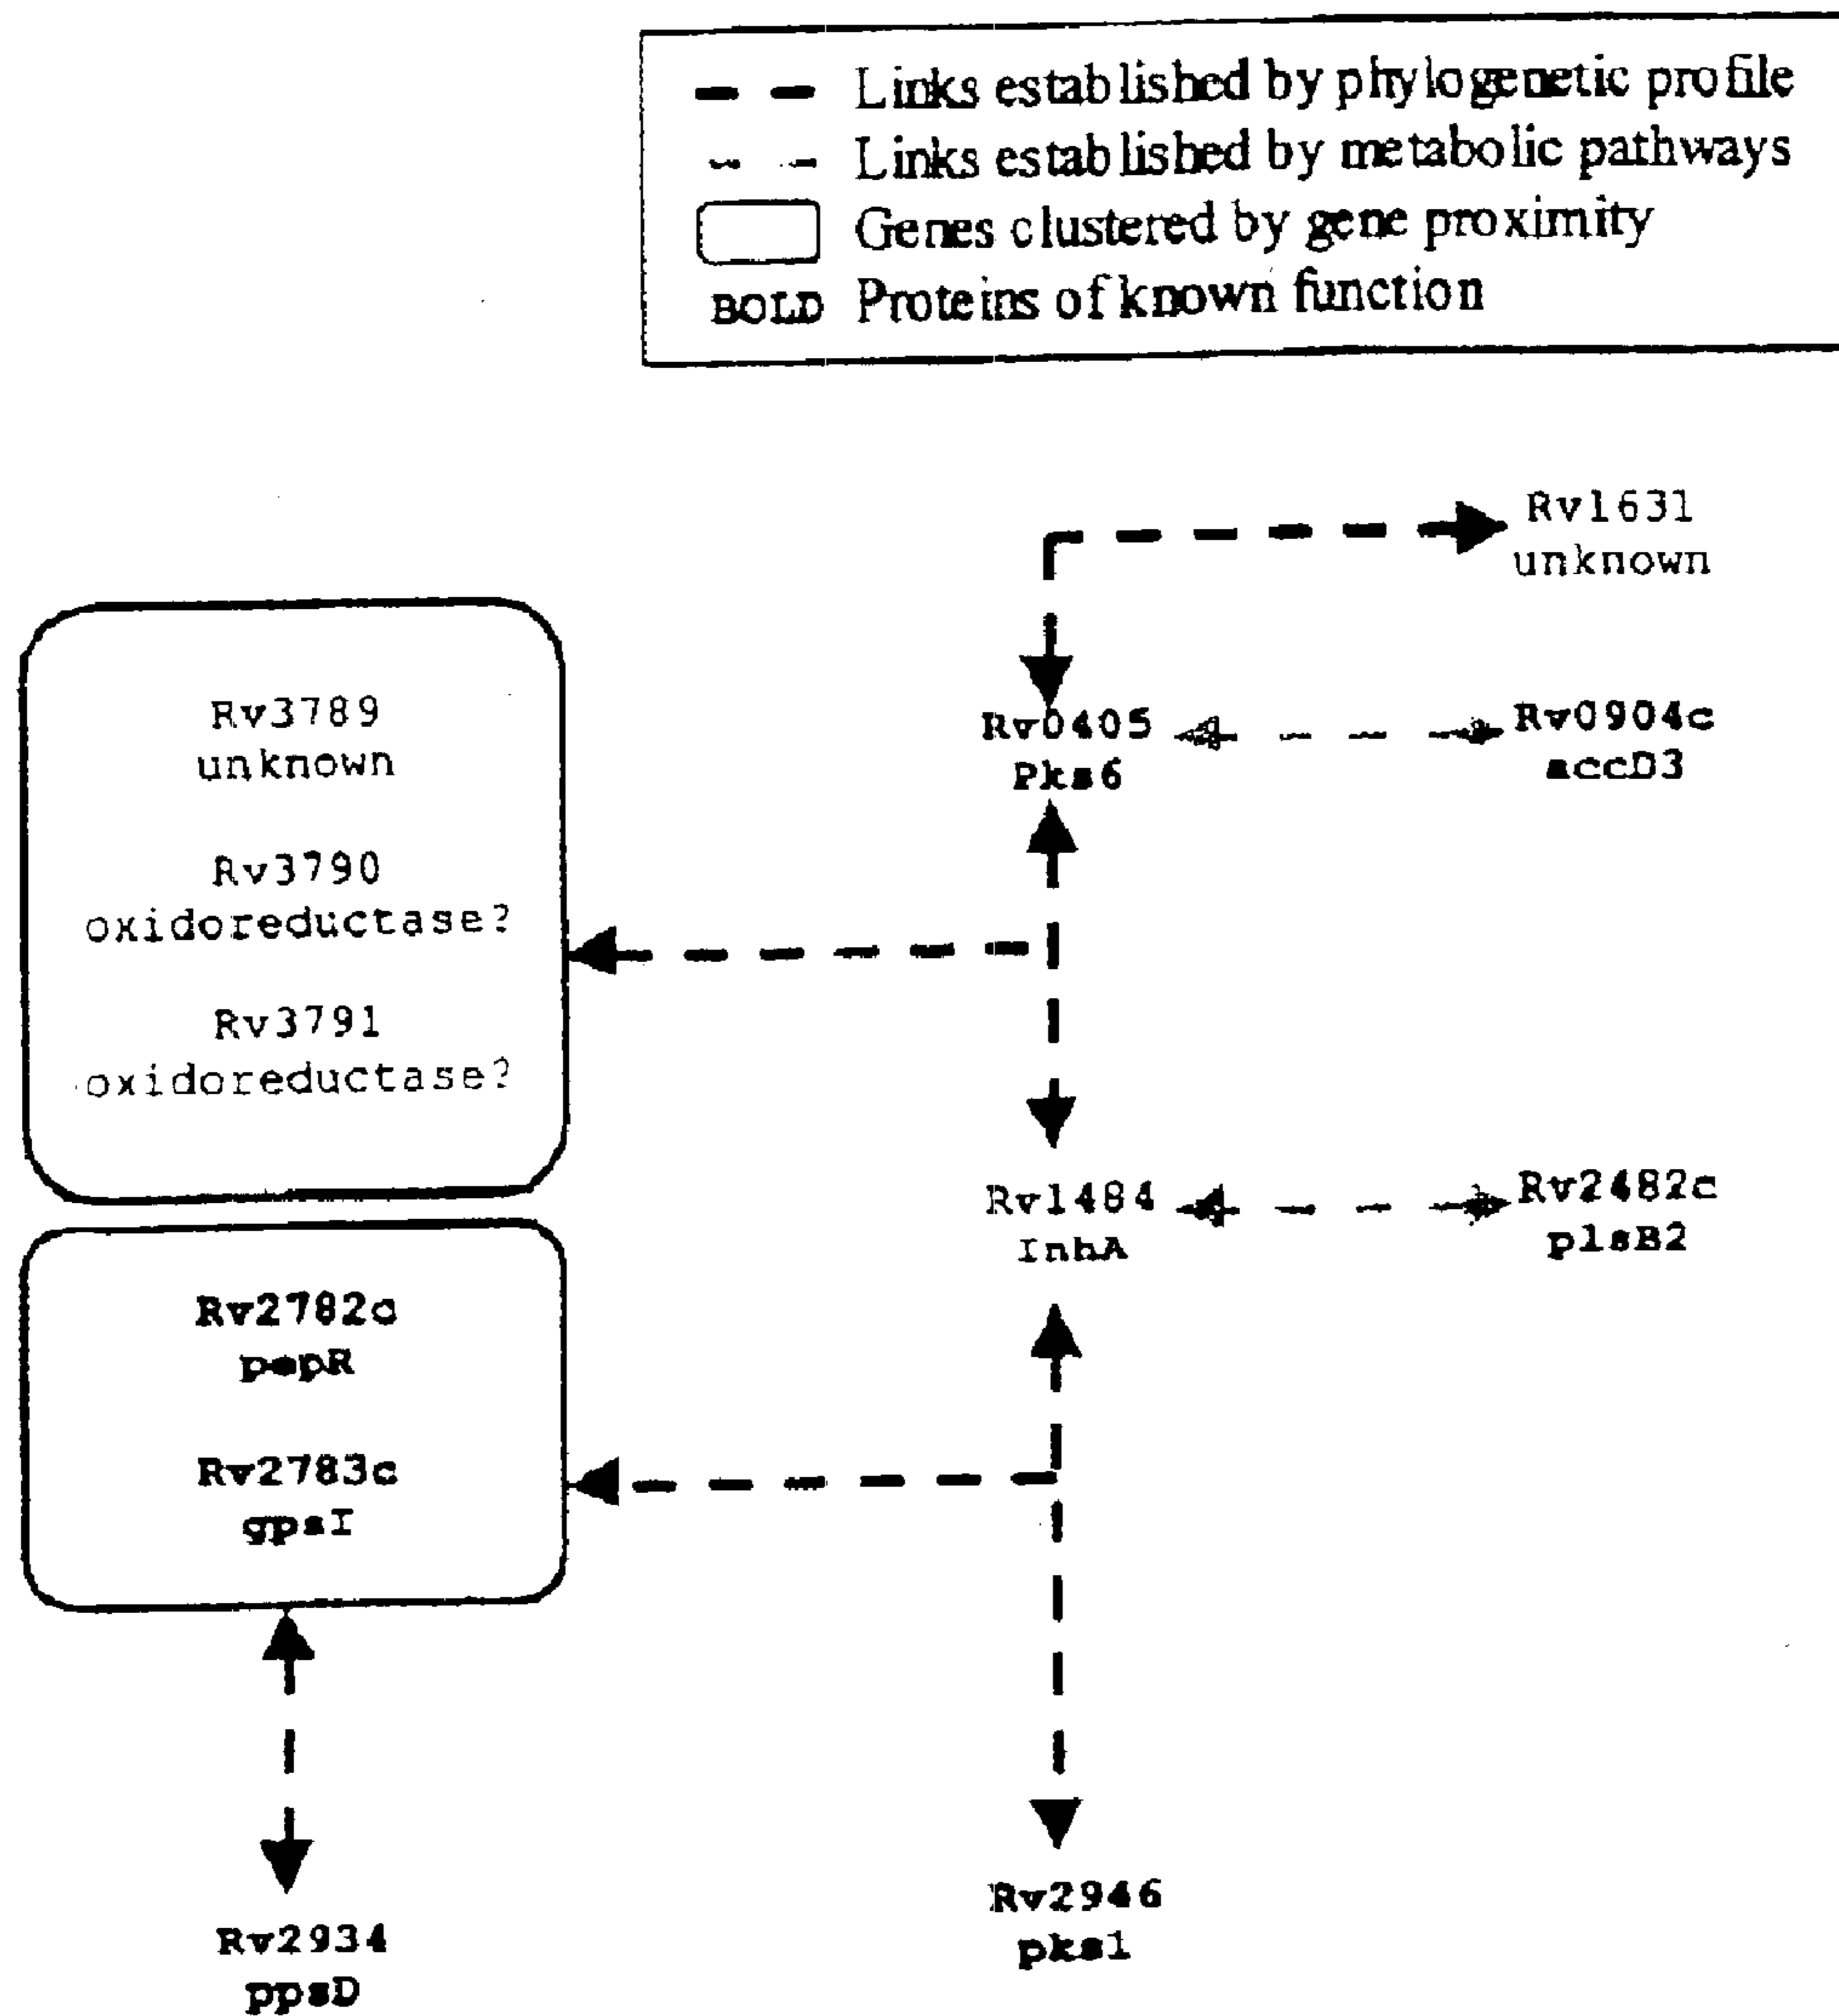 Links established by phylogenetic profile
Links established by metabolic pathways
Genes clustered by gene proximity
BOLD Proteins of known function
Rv1631
unknown
Rv3789
unknown
Rv0405
Pks6
Rv0904c
accD3
Rv3790
oxidoreductase?
Rv3791
oxidoreductase?
Rv1484
InhA
Rv2482c
plsB2
Rv2782c
pepR
Rv2783c
gpsI
Rv2946
pks1
Rv2934
ppsD